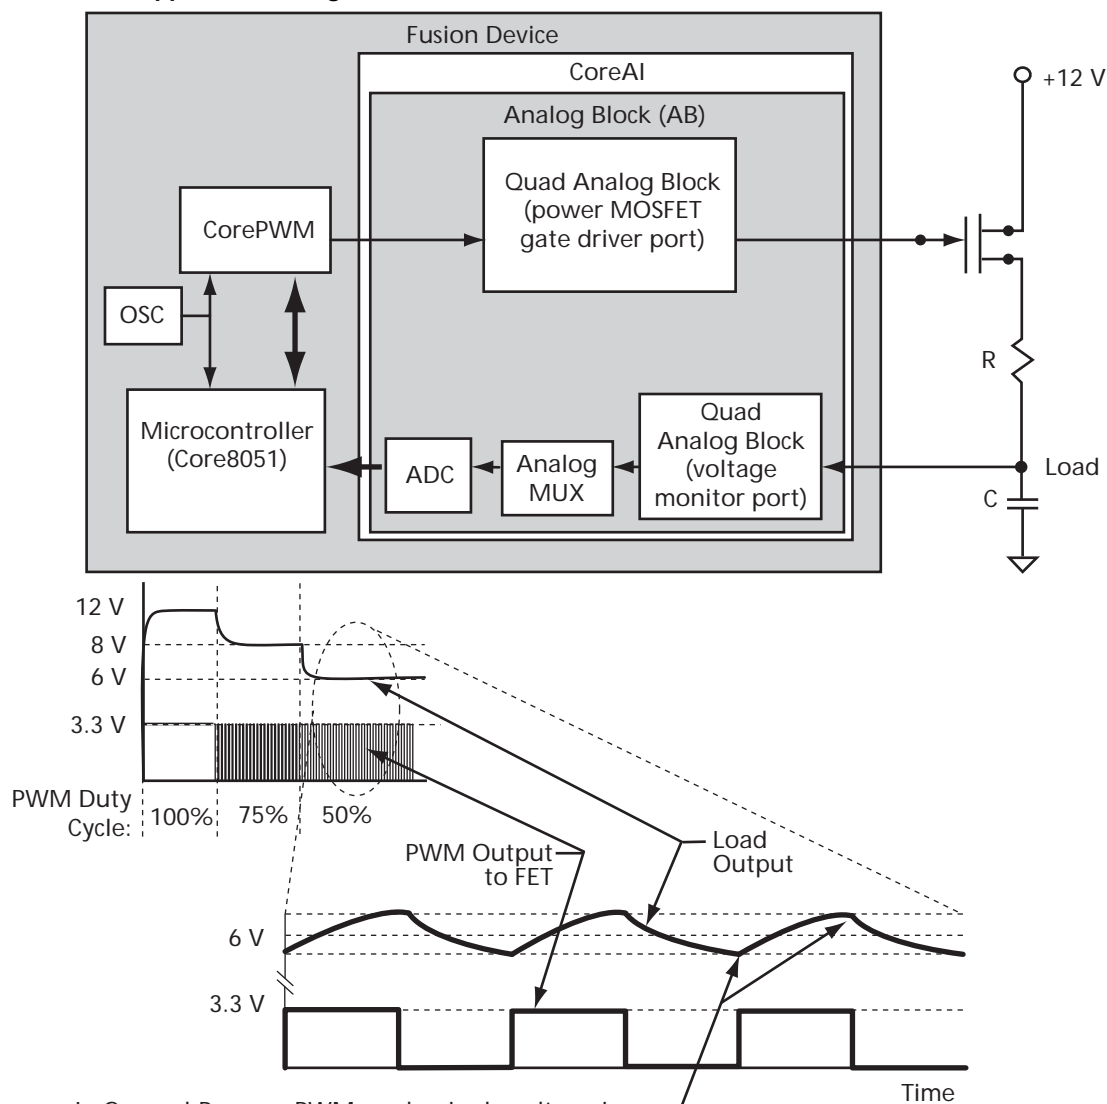 Fusion Device
CoreAI
Analog Block (AB)
+12 V
Quad Analog Block
(power MOSFET
gate driver port)
CorePWM
OSC
R
Microcontroller
(Core8051)
ADC
Analog
MUX
Quad
Analog Block
(voltage
monitor port)
Load
C
12 V
8 V
6 V
3.3 V
PWM Duty
Cycle:
100%
75%
50%
PWM Output
to FET
Load
Output
6 V
3.3 V
Time